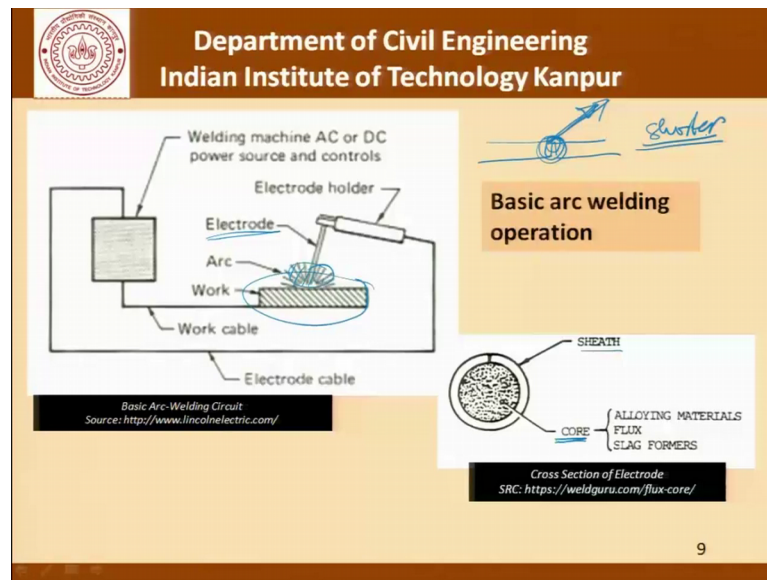 Department of Civil Engineering
Indian Institute of Technology Kanpur
Welding machine AC or DC
power source and controls
Electrode holder
Electrode
Arc
Work
Work cable
Electrode cable
Basic Arc-Welding Circuit
Source: http://www.lincolnelectric.com/
Basic arc welding
operation
SHEATH
CORE
ALLOYING MATERIALS
FLUX
SLAG FORMERS
Cross Section of Electrode
SRC: https://weldguru.com/flux-core/
9